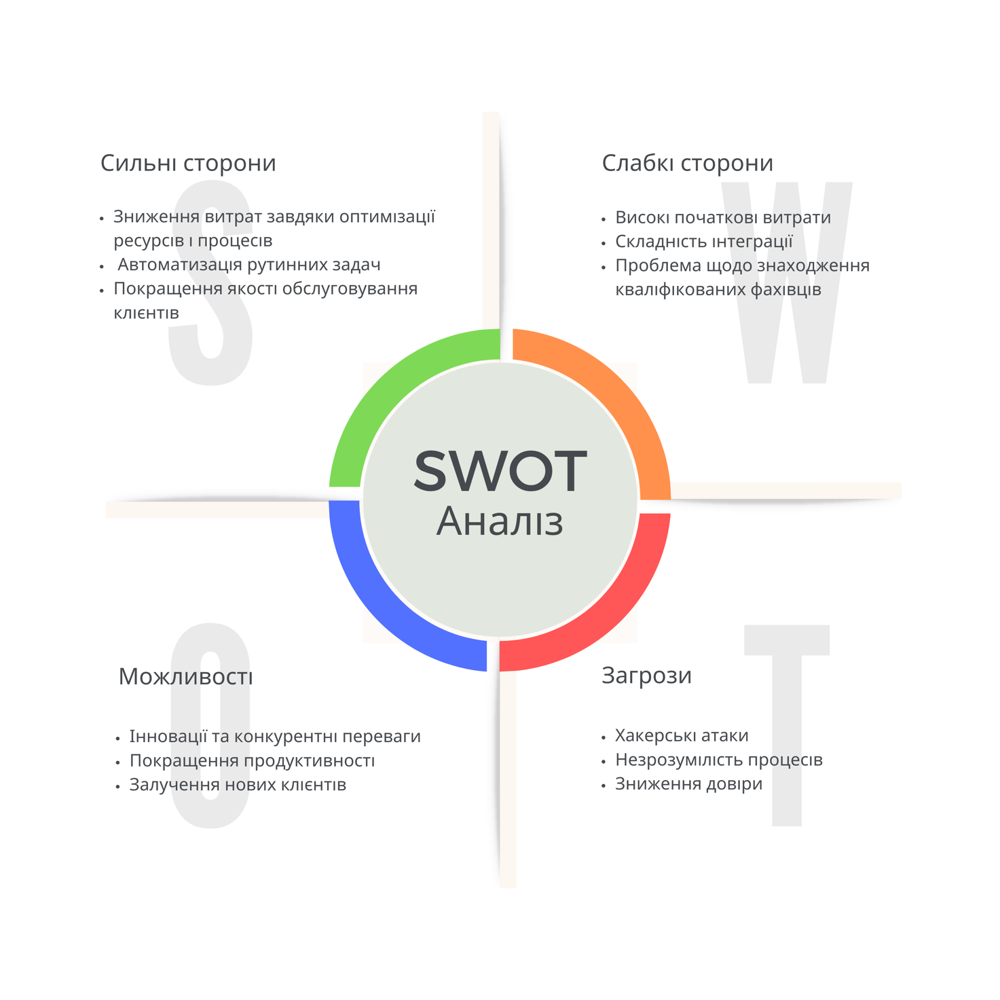 Сильні сторони
S
• Зниження витрат завдяки оптимізації
ресурсів і процесів
• Автоматизація рутинних задач
• Покращення якості обслуговування
клієнтів
Слабкі сторони
W
• Високі початкові витрати
• Складність інтеграції
• Проблема щодо знаходження
кваліфікованих фахівців
SWOT
Аналіз
Можливості
O
• Інновації та конкурентні переваги
• Покращення продуктивності
• Залучення нових клієнтів
Загрози
T
• Хакерські атаки
• Незрозумілість процесів
• Зниження довіри